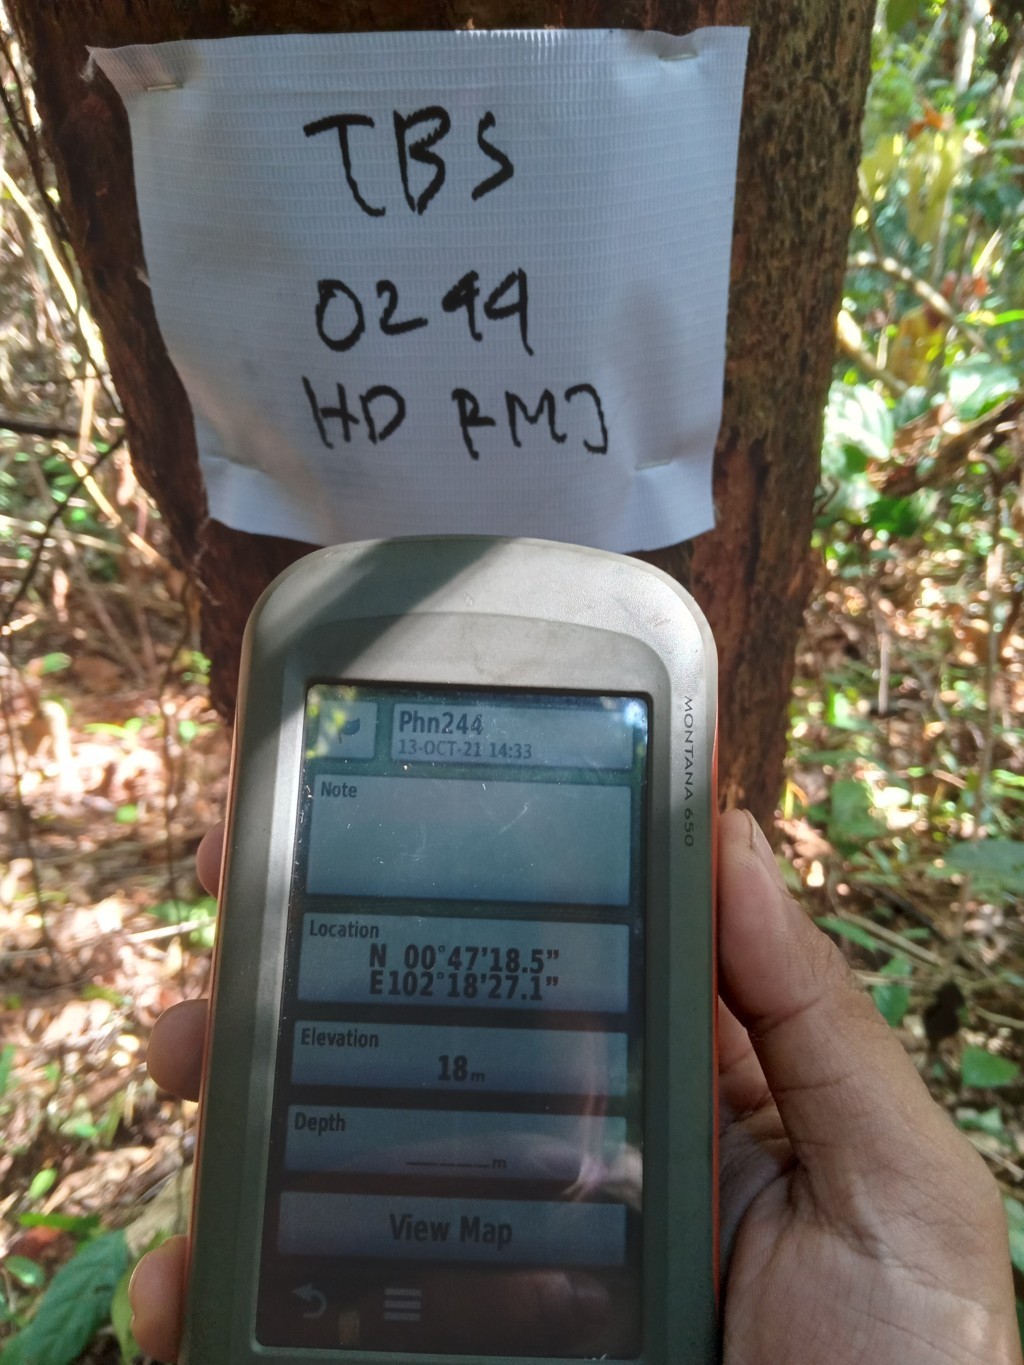 TBS
0244
HD RMJ
MONTANA 650
Phn244
13-OCT-21 14:33
Note
Location
N 00°47'18.5"
E102°18'27.1"
Elevation
18m
Depth
_____m
View Map